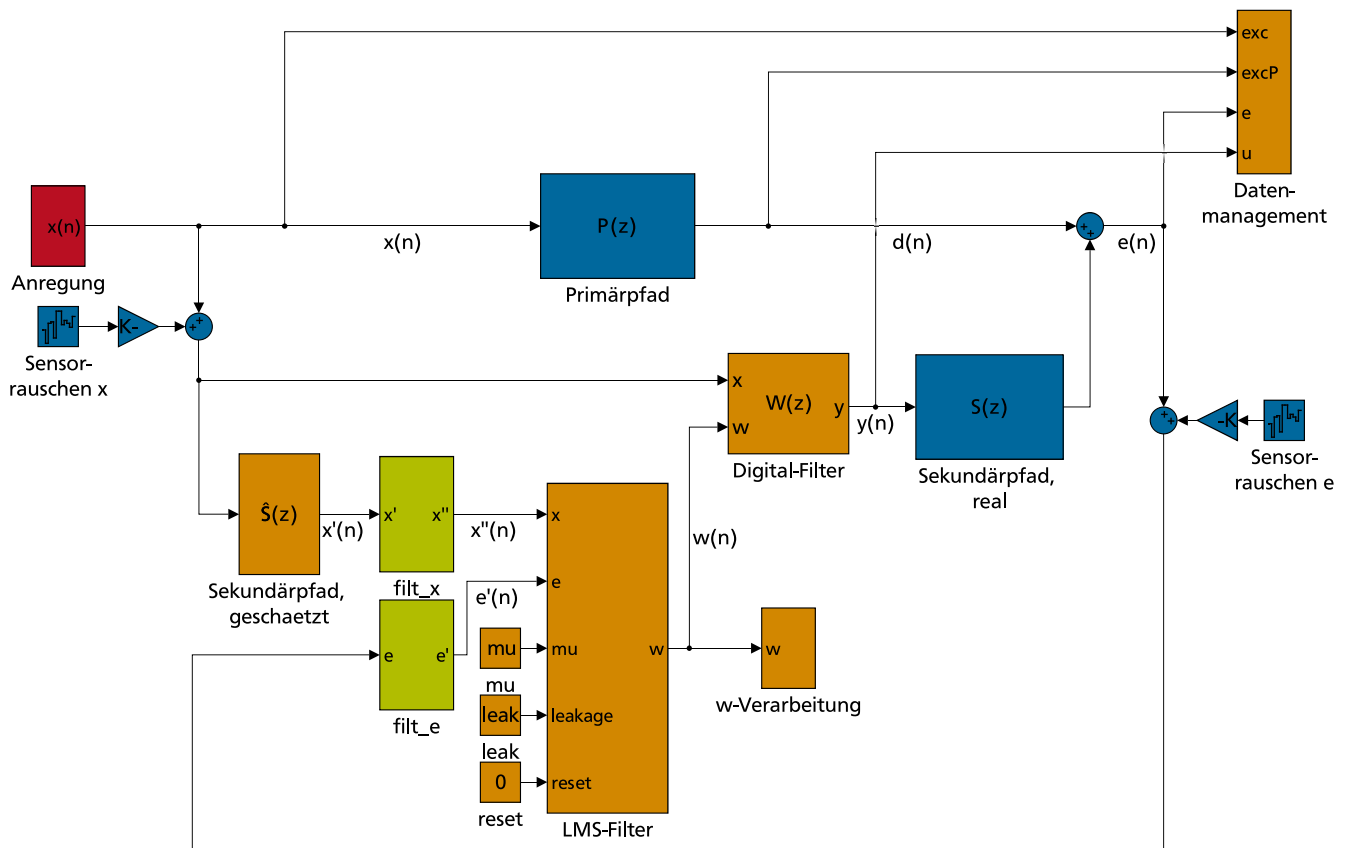 exc
excP
e
u
Daten-
management
x(n)
Anregung
x(n)
P(z)
Primärpfad
d(n)
+
+
e(n)
K-
+
+
Sensor-
rauschen x
x
W(z)
w
y
Digital-Filter
y(n)
S(z)
Sekundärpfad,
real
+
+
-K
Sensor-
rauschen e
Ŝ(z)
Sekundärpfad,
geschaetzt
x'(n)
x'
x''
filt_x
x''(n)
e
e'
filt_e
e'(n)
mu
mu
leak
leak
0
reset
x
e
mu
leakage
reset
w
LMS-Filter
w(n)
w
w-Verarbeitung